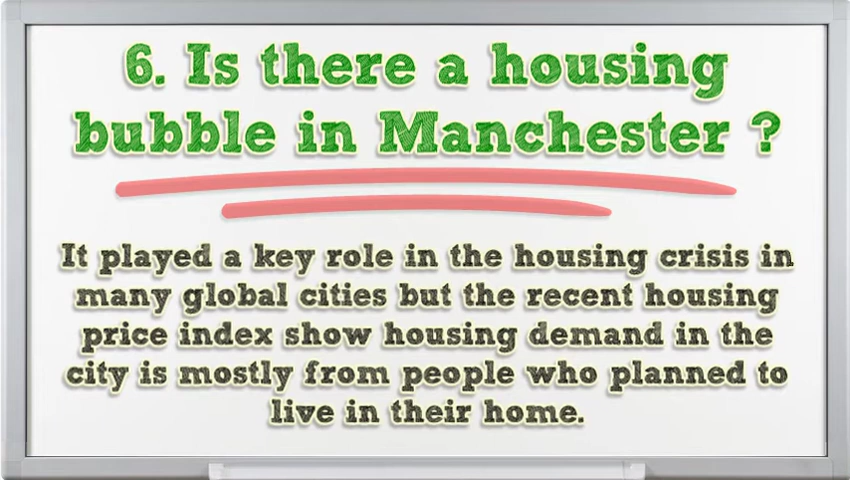 6. Is there a housing
bubble in Manchester ?
It played a key role in the housing crisis in
many global cities but the recent housing
price index show housing demand in the
city is mostly from people who planned to
live in their home.